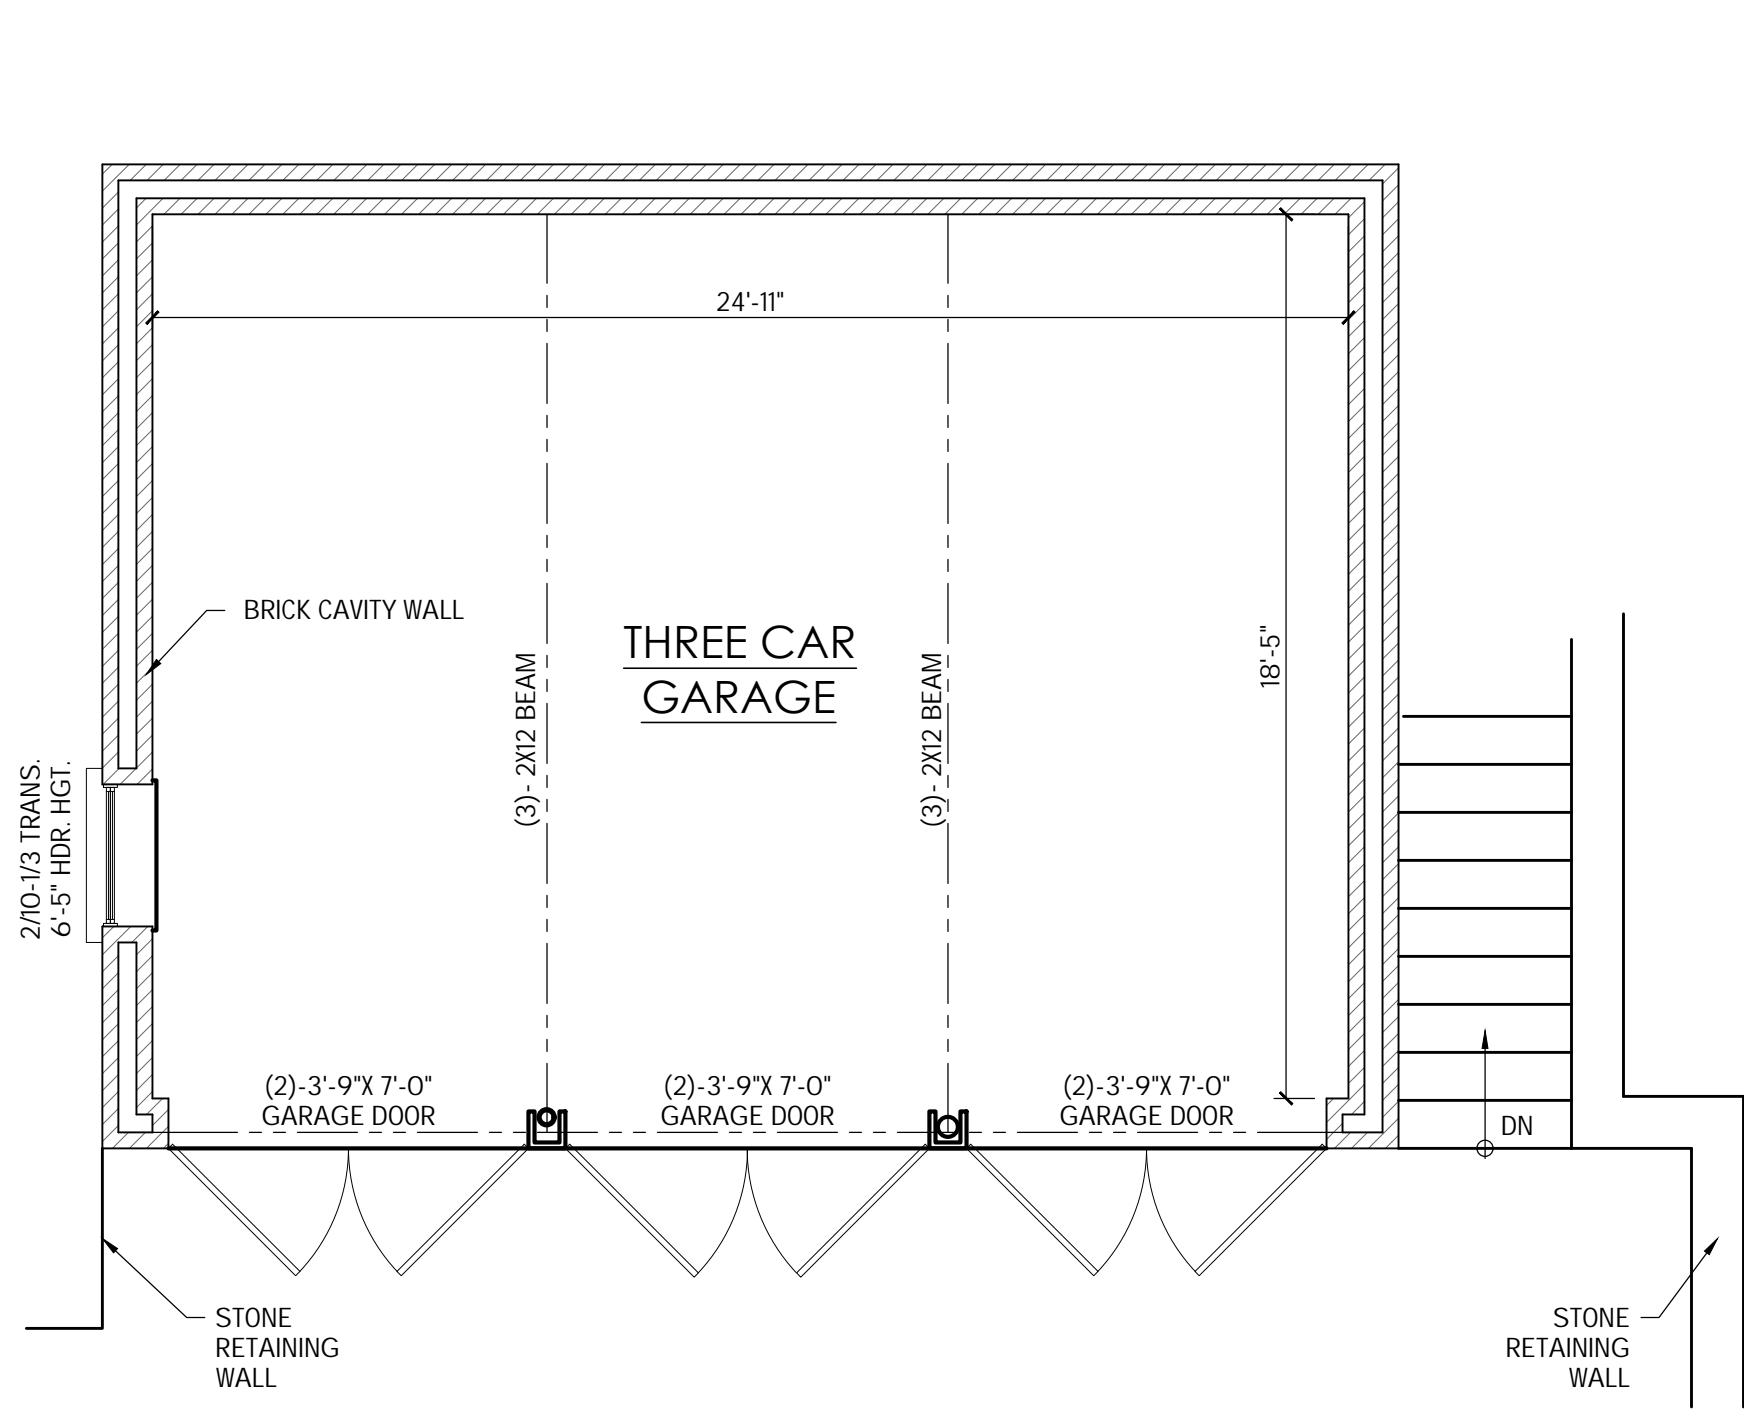 24'-11"
BRICK CAVITY WALL
THREE CAR
GARAGE
18'-5"
(3)- 2X12 BEAM
(3)- 2X12 BEAM
2/10-1/3 TRANS.
6'-5" HDR. HGT.
(2)-3'-9"X 7'-0"
GARAGE DOOR
(2)-3'-9"X 7'-0"
GARAGE DOOR
(2)-3'-9"X 7'-0"
GARAGE DOOR
DN
STONE
RETAINING
WALL
STONE
RETAINING
WALL